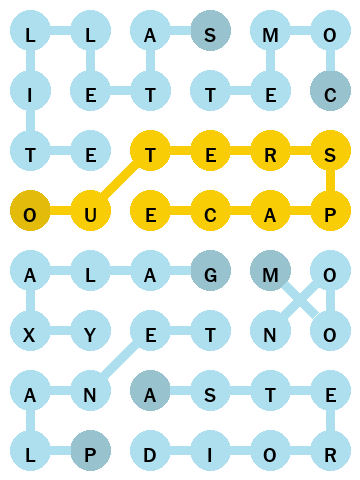 L L A S M O
I E T T E C
T E T E R S
O U E C A P
A L A G M O
X Y E T N O
A N A S T E
L P D I O R